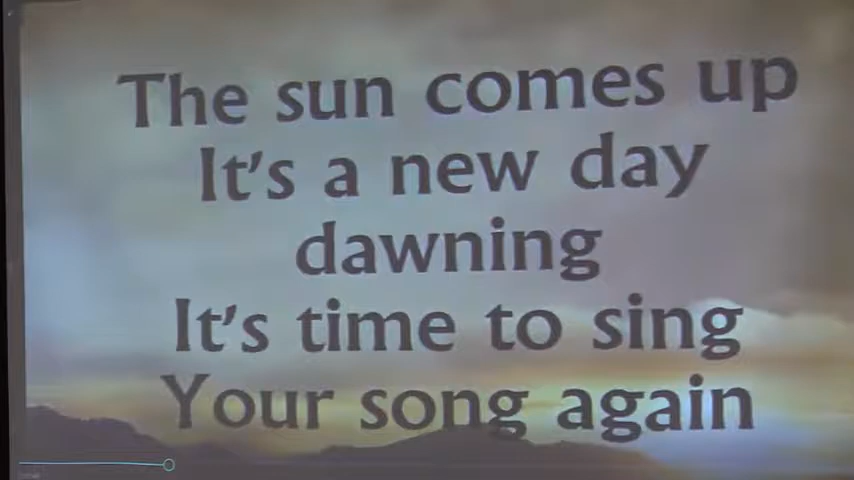 The sun comes up
It's a new day
dawning
It's time to sing
Your song again